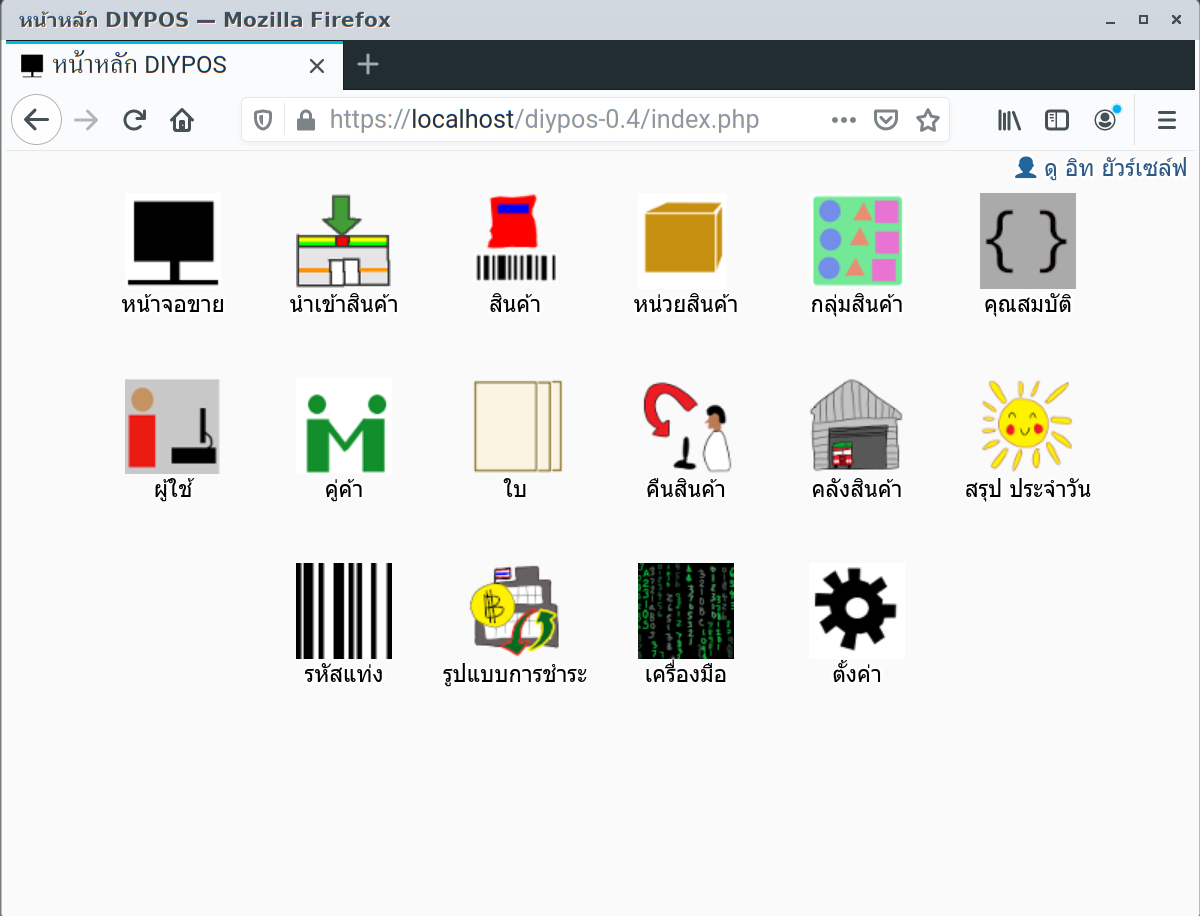 หน้าหลัก DIYPOS — Mozilla Firefox
หน้าหลัก DIYPOS
https://localhost/diypos-0.4/index.php
ดู อิท ยัวร์เซล์ฟ
หน้าจอขาย นำเข้าสินค้า สินค้า หน่วยสินค้า กลุ่มสินค้า คุณสมบัติ
ผู้ใช้ คู่ค้า ใบ คืนสินค้า คลังสินค้า สรุป ประจำวัน
รหัสแท่ง รูปแบบการชำระ เครื่องมือ ตั้งค่า